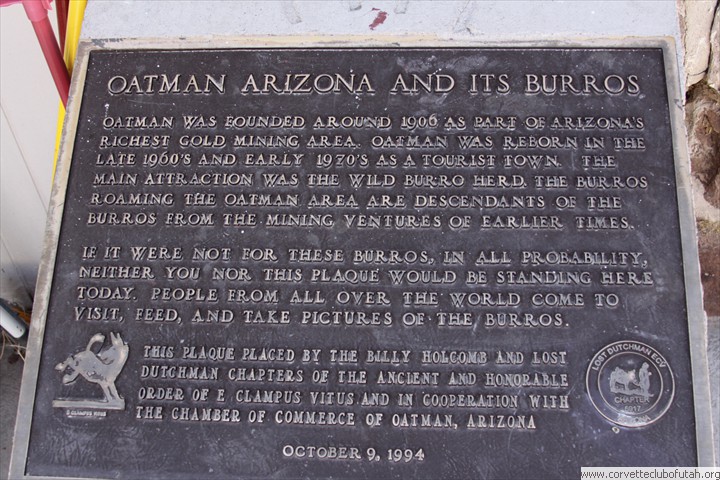 OATMAN ARIZONA AND ITS BURROS
OATMAN WAS FOUNDED AROUND 1906 AS PART OF ARIZONA'S
RICHEST GOLD MINING AREA. OATMAN WAS REBORN IN THE
LATE 1960'S AND EARLY 1970'S AS A TOURIST TOWN. THE
MAIN ATTRACTION WAS THE WILD BURRO HERD. THE BURROS
ROAMING THE OATMAN AREA ARE DESCENDANTS OF THE
BURROS FROM THE MINING VENTURES OF EARLIER TIMES.
IF IT WERE NOT FOR THESE BURROS, IN ALL PROBABILITY,
NEITHER YOU NOR THIS PLAQUE WOULD BE STANDING HERE
TODAY. PEOPLE FROM ALL OVER THE WORLD COME TO
VISIT, FEED, AND TAKE PICTURES OF THE BURROS.
THIS PLAQUE PLACED BY THE BILLY HOLCOMB AND LOST
DUTCHMAN CHAPTERS OF THE ANCIENT AND HONORABLE
ORDER OF E CLAMPUS VITUS AND IN COOPERATION WITH
THE CHAMBER OF COMMERCE OF OATMAN, ARIZONA
OCTOBER 9, 1994
E CLAMPUS VITUS
LOST DUTCHMAN ECV
CHAPTER
6012
www.corvetteclubofutah.org